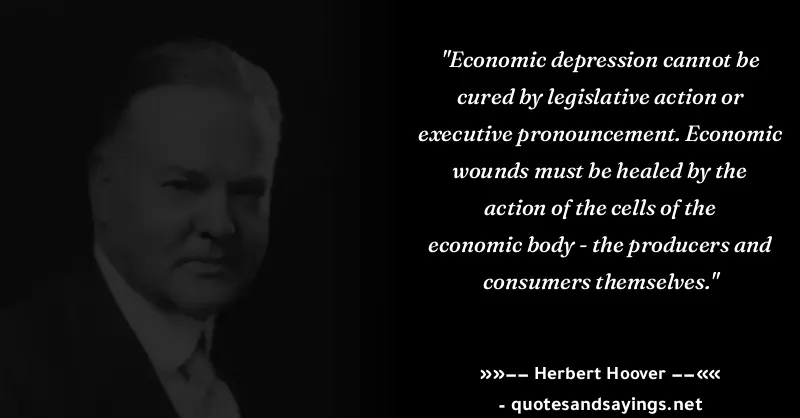 "Economic depression cannot be
cured by legislative action or
executive pronouncement. Economic
wounds must be healed by the
action of the cells of the
economic body - the producers and
consumers themselves."
»»−− Herbert Hoover −−««
- quotesandsayings.net